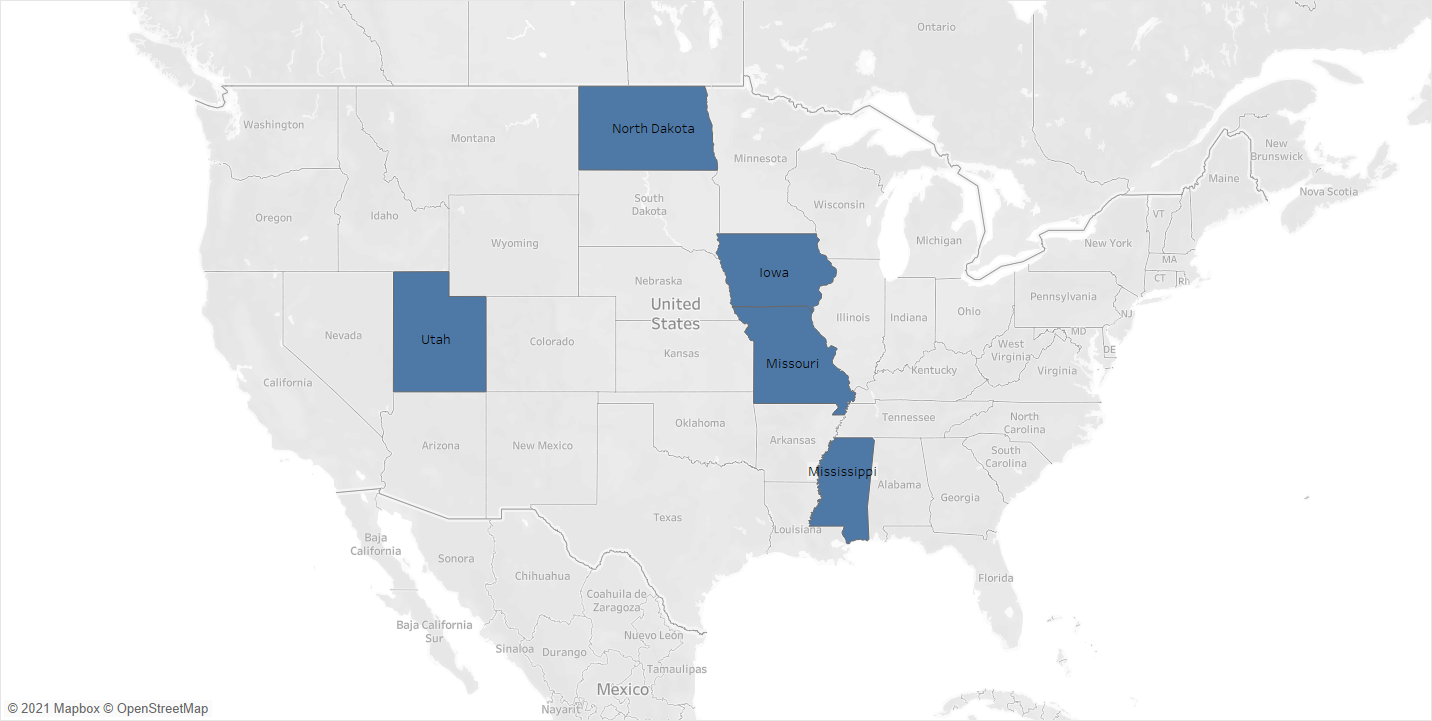 Ontario
Washington
Montana
North Dakota
Minnesota
New
Brunswick
Maine
Nova Scotia
Oregon
Idaho
South
Dakota
Wisconsin
VT
Michigan
New York
Wyoming
MA
Iowa
CT
RI
Nebraska
Pennsylvania
United
States
Illinois
Indiana
Ohio
NJ
MD
Nevada
Utah
Colorado
Kansas
West
Virginia
DE
Missouri
Kentucky
Virginia
California
Tennessee
North
Carolina
Oklahoma
Arizona
New Mexico
Arkansas
South
Carolina
Mississippi
Alabama
Georgia
Texas
Louisiana
Baja
California
Sonora
Chihuahua
Florida
Coahuila de
Zaragoza
Baja California
Sur
Nuevo León
Sinaloa
Durango
Tamaulipas
Mexico
Nayarit
© 2021 Mapbox © OpenStreetMap